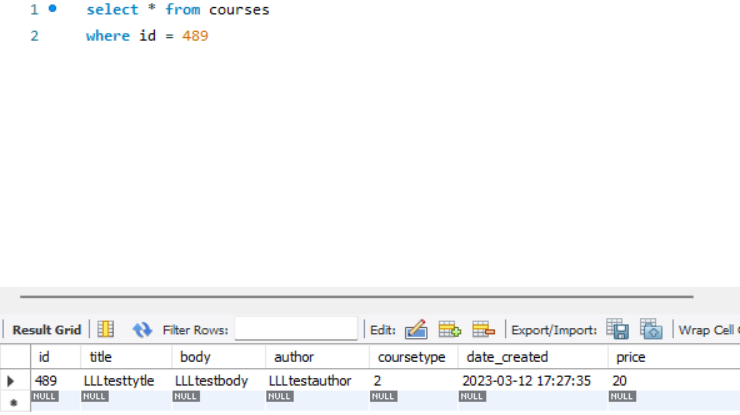 1 select * from courses
2 where id = 489
Result Grid Filter Rows: Edit: Export/Import: Wrap Cell
id title body author coursetype date_created price
489 LLLtesttytle LLLtestbody LLLtestauthor 2 2023-03-12 17:27:35 20
NULL NULL NULL NULL NULL NULL NULL